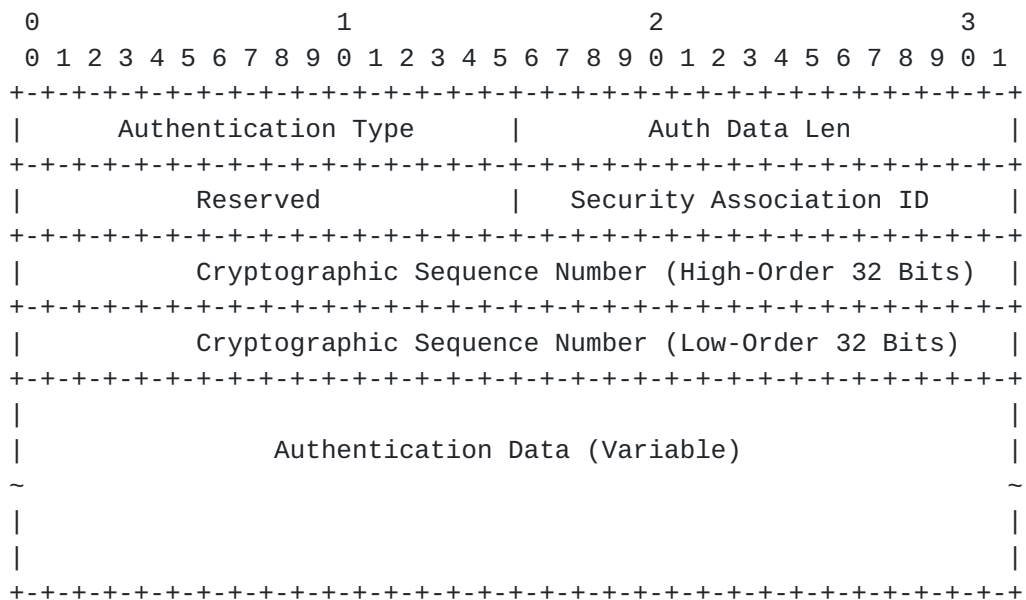 0                   1                   2                   3
 0 1 2 3 4 5 6 7 8 9 0 1 2 3 4 5 6 7 8 9 0 1 2 3 4 5 6 7 8 9 0 1
+-+-+-+-+-+-+-+-+-+-+-+-+-+-+-+-+-+-+-+-+-+-+-+-+-+-+-+-+-+-+-+-+
|      Authentication Type      |        Auth Data Len          |
+-+-+-+-+-+-+-+-+-+-+-+-+-+-+-+-+-+-+-+-+-+-+-+-+-+-+-+-+-+-+-+-+
|           Reserved            |   Security Association ID     |
+-+-+-+-+-+-+-+-+-+-+-+-+-+-+-+-+-+-+-+-+-+-+-+-+-+-+-+-+-+-+-+-+
|           Cryptographic Sequence Number (High-Order 32 Bits)  |
+-+-+-+-+-+-+-+-+-+-+-+-+-+-+-+-+-+-+-+-+-+-+-+-+-+-+-+-+-+-+-+-+
|           Cryptographic Sequence Number (Low-Order 32 Bits)   |
+-+-+-+-+-+-+-+-+-+-+-+-+-+-+-+-+-+-+-+-+-+-+-+-+-+-+-+-+-+-+-+-+
|                                                               |
|                Authentication Data (Variable)                 |
~                                                               ~
|                                                               |
|                                                               |
+-+-+-+-+-+-+-+-+-+-+-+-+-+-+-+-+-+-+-+-+-+-+-+-+-+-+-+-+-+-+-+-+